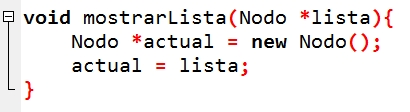 void mostrarLista(Nodo *lista){
    Nodo *actual = new Nodo();
    actual = lista;
}